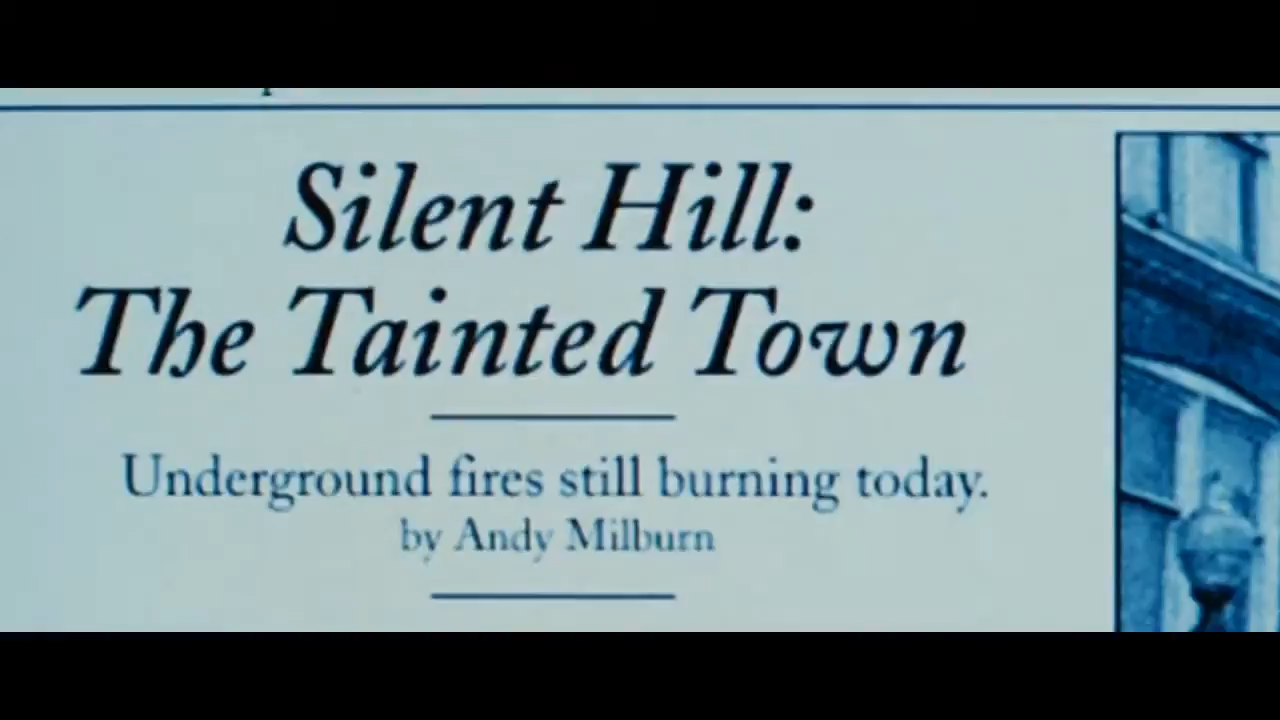 Silent Hill:
The Tainted Town
Underground fires still burning today.
by Andy Milburn